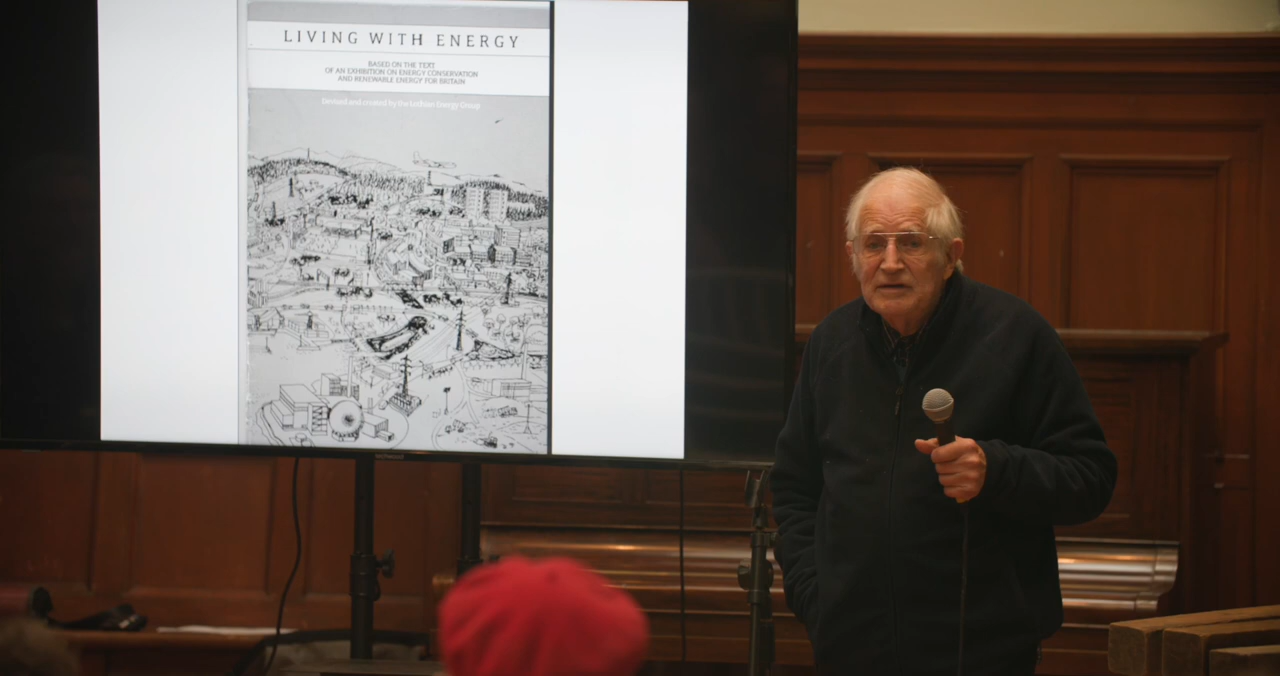 LIVING WITH ENERGY
BASED ON THE TEXT
OF AN EXHIBITION ON ENERGY CONSERVATION
AND RENEWABLE ENERGY FOR BRITAIN
Devised and created by the Lothian Energy Group